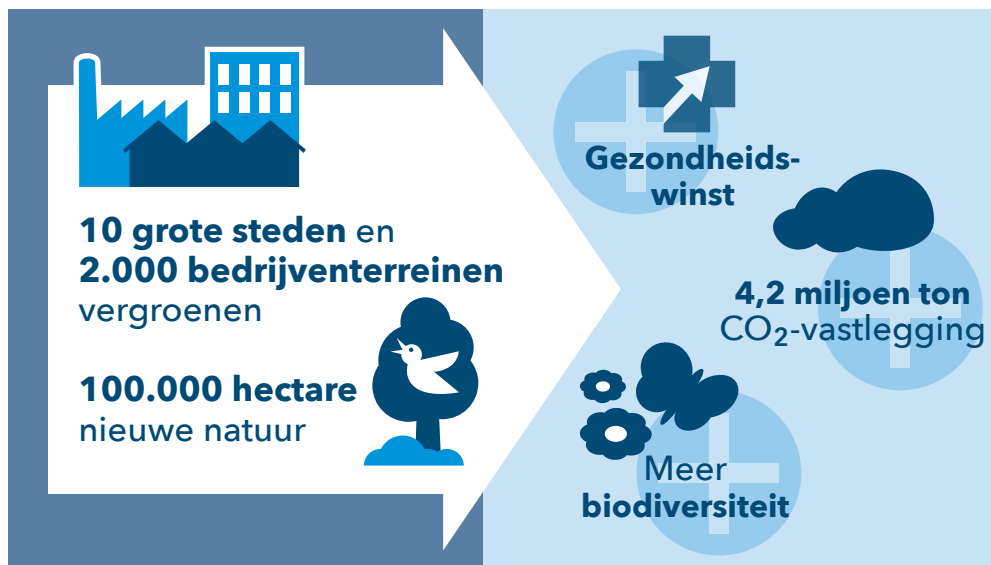 10 grote steden en
2.000 bedrijventerreinen
vergroenen
100.000 hectare
nieuwe natuur
Gezondheids-
winst
4,2 miljoen ton
CO₂-vastlegging
Meer
biodiversiteit